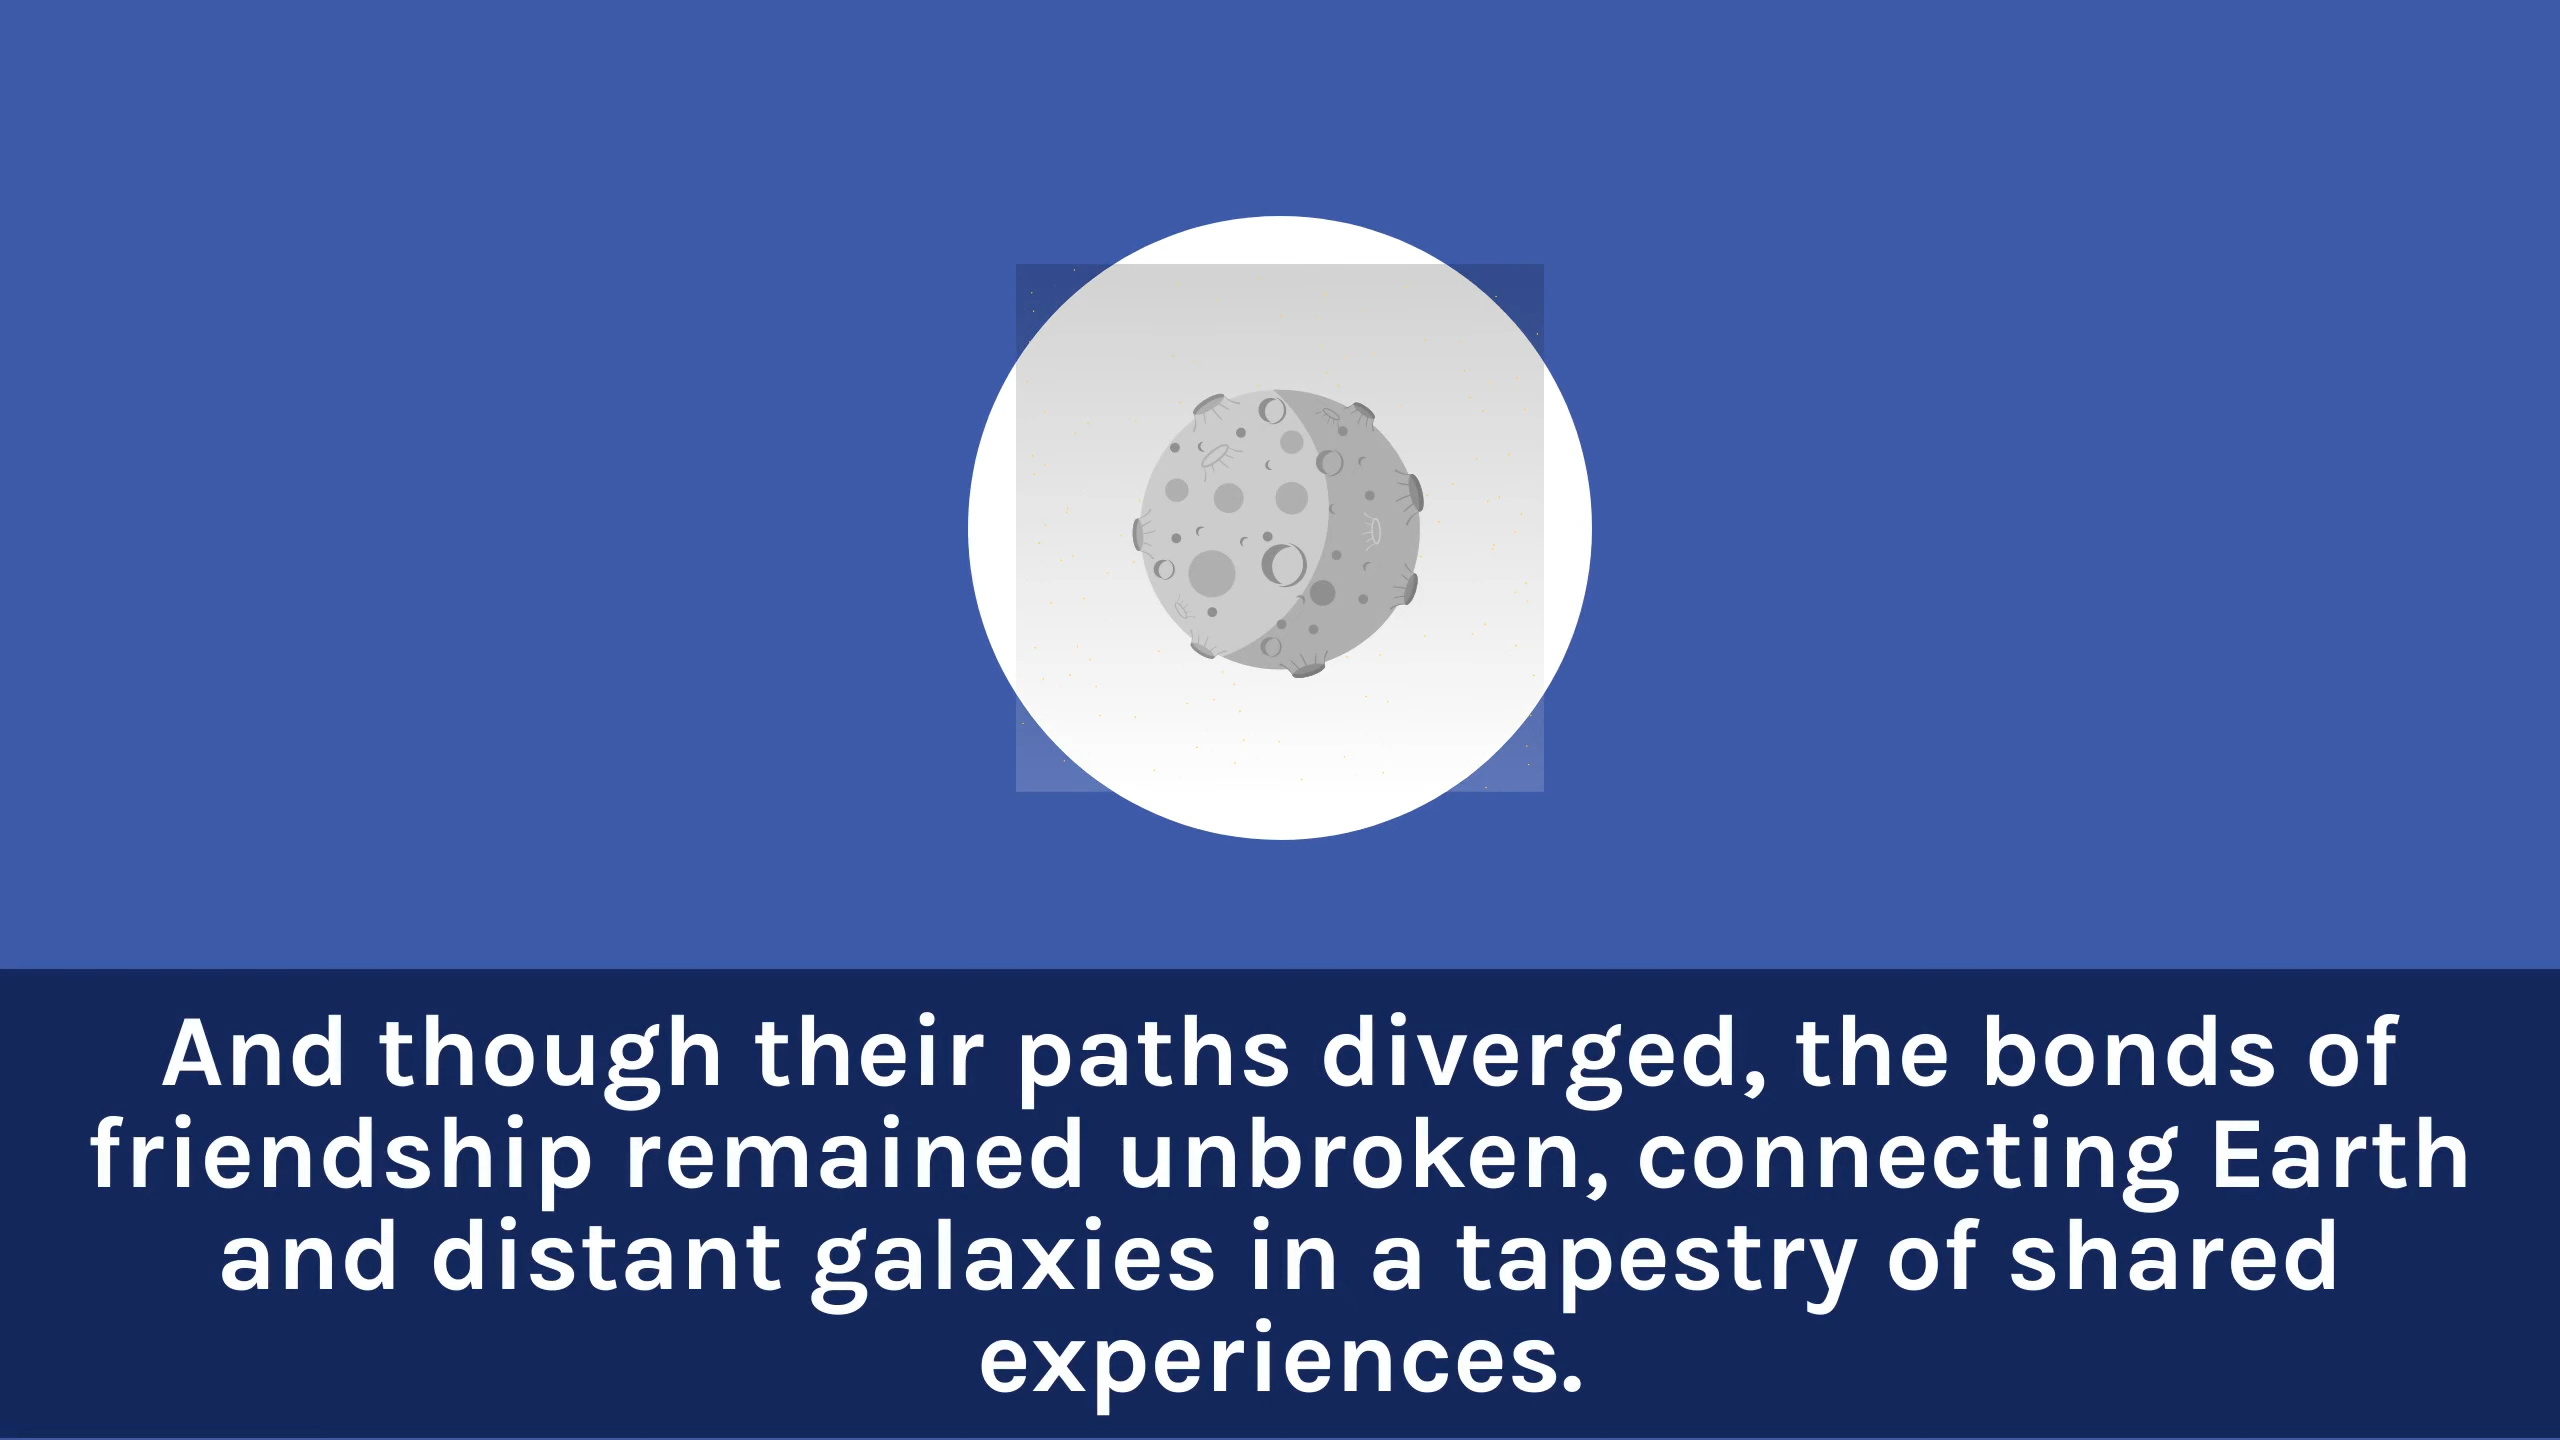 And though their paths diverged, the bonds of
friendship remained unbroken, connecting Earth
and distant galaxies in a tapestry of shared
experiences.